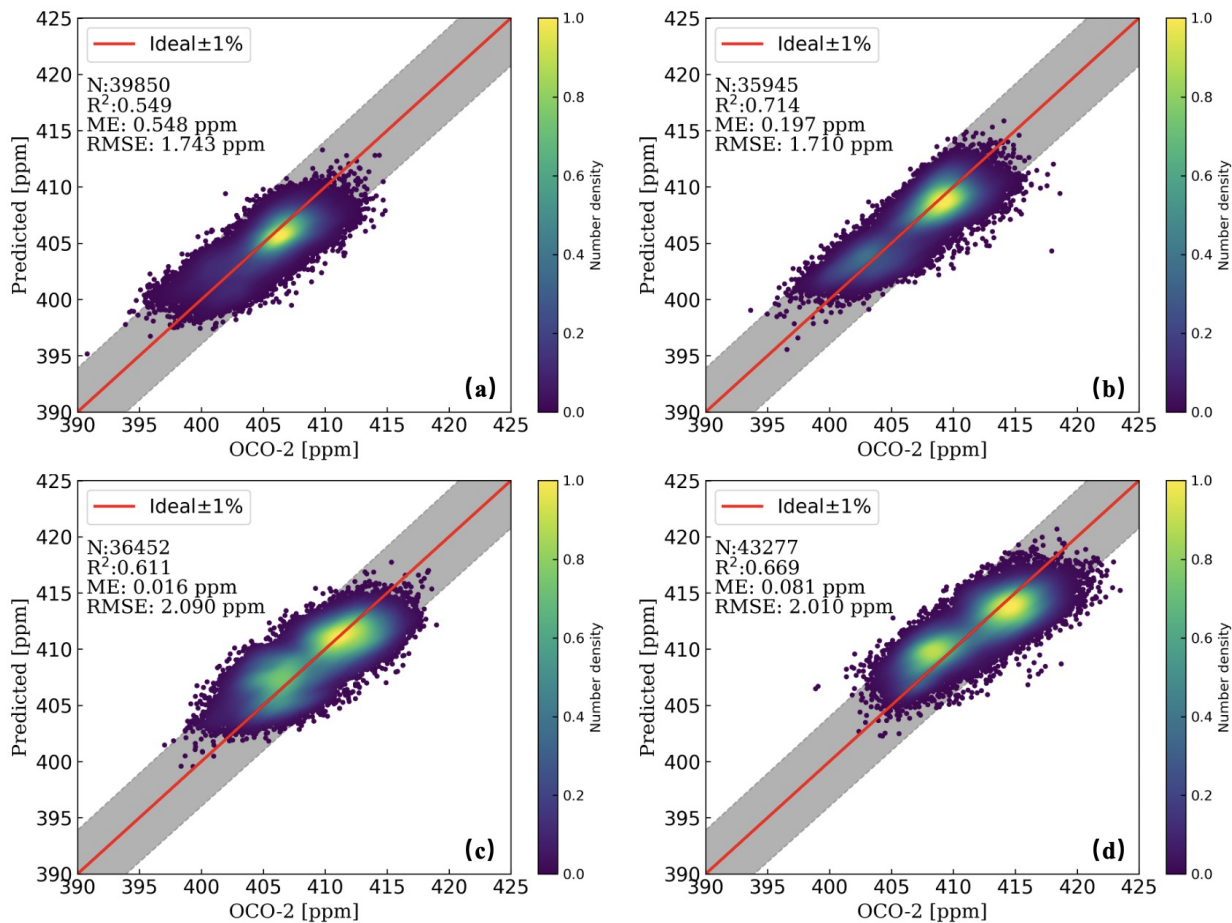 425
420
415
410
405
400
395
390
Predicted [ppm]
Ideal±1%
N:39850
R²:0.549
ME: 0.548 ppm
RMSE: 1.743 ppm
(a)
390 395 400 405 410 415 420 425
OCO-2 [ppm]
1.0
0.8
0.6
0.4
0.2
0.0
Number density
425
420
415
410
405
400
395
390
Predicted [ppm]
Ideal±1%
N:35945
R²:0.714
ME: 0.197 ppm
RMSE: 1.710 ppm
(b)
390 395 400 405 410 415 420 425
OCO-2 [ppm]
1.0
0.8
0.6
0.4
0.2
0.0
Number density
425
420
415
410
405
400
395
390
Predicted [ppm]
Ideal±1%
N:36452
R²:0.611
ME: 0.016 ppm
RMSE: 2.090 ppm
(c)
390 395 400 405 410 415 420 425
OCO-2 [ppm]
1.0
0.8
0.6
0.4
0.2
0.0
Number density
425
420
415
410
405
400
395
390
Predicted [ppm]
Ideal±1%
N:43277
R²:0.669
ME: 0.081 ppm
RMSE: 2.010 ppm
(d)
390 395 400 405 410 415 420 425
OCO-2 [ppm]
1.0
0.8
0.6
0.4
0.2
0.0
Number density